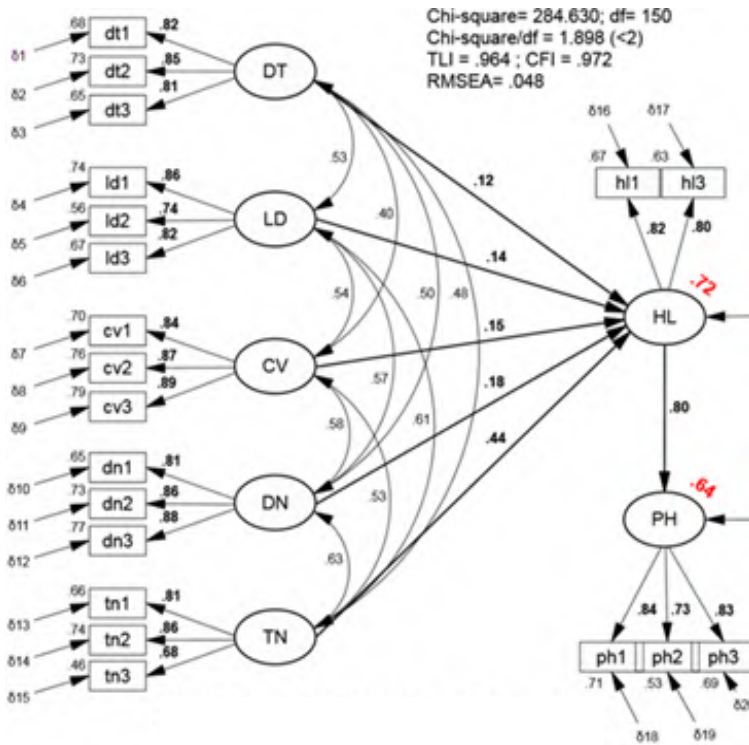 Chi-square= 284.630; df= 150
Chi-square/df = 1.898 (<2)
TLI = .964 ; CFI = .972
RMSEA= .048
δ1 .68 dt1 .82
δ2 .73 dt2 .85
δ3 .65 dt3 .81
DT
δ4 .74 ld1 .86
δ5 .56 ld2 .74
δ6 .67 ld3 .82
LD
δ7 .70 cv1 .84
δ8 .76 cv2 .87
δ9 .79 cv3 .89
CV
δ10 .65 dn1 .81
δ11 .73 dn2 .86
δ12 .77 dn3 .88
DN
δ13 .66 tn1 .81
δ14 .74 tn2 .86
δ15 .46 tn3 .68
TN
.53
.40
.50
.48
.54
.57
.61
.58
.53
.63
.12
.14
.15
.18
.44
δ16 δ17
.67 .63
hl1 hl3
.82 .80
.72
HL
.80
.64
PH
.84 .73 .83
ph1 ph2 ph3
.71 .53 .69
δ18 δ19